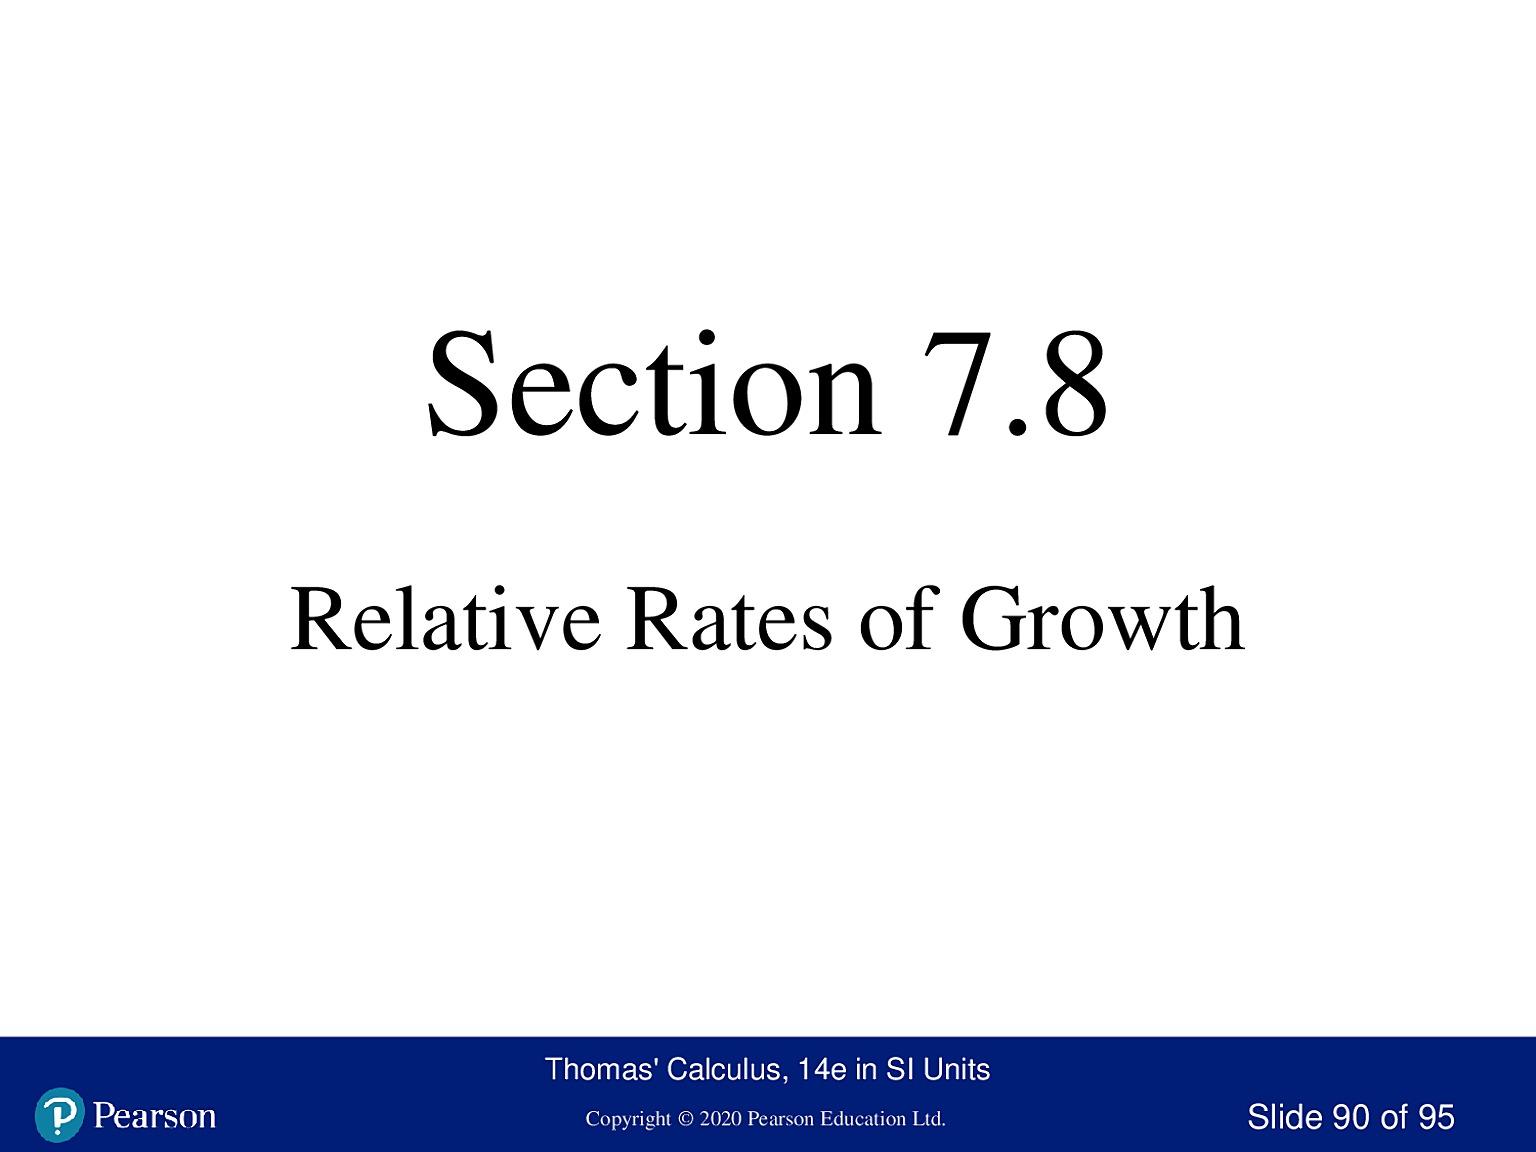 Section 7.8
Relative Rates of Growth
Thomas' Calculus, 14e in SI Units
Pearson
Copyright © 2020 Pearson Education Ltd.
Slide 90 of 95